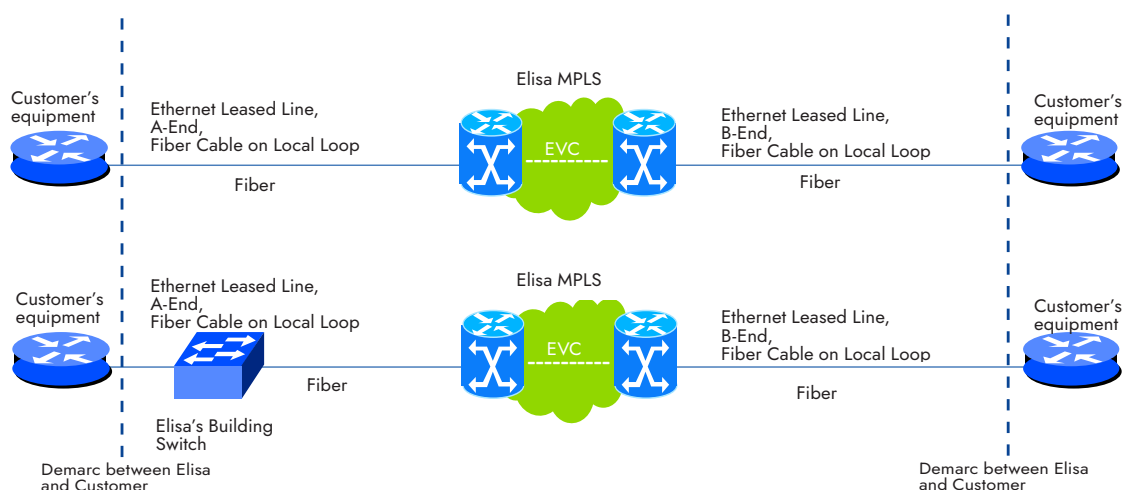 Elisa MPLS
Customer's
equipment
Ethernet Leased Line,
A-End,
Fiber Cable on Local Loop
Fiber
EVC
Ethernet Leased Line,
B-End,
Fiber Cable on Local Loop
Fiber
Customer's
equipment
Elisa MPLS
Customer's
equipment
Ethernet Leased Line,
A-End,
Fiber Cable on Local Loop
Fiber
Elisa's Building
Switch
EVC
Ethernet Leased Line,
B-End,
Fiber Cable on Local Loop
Fiber
Customer's
equipment
Demarc between Elisa
and Customer
Demarc between Elisa
and Customer